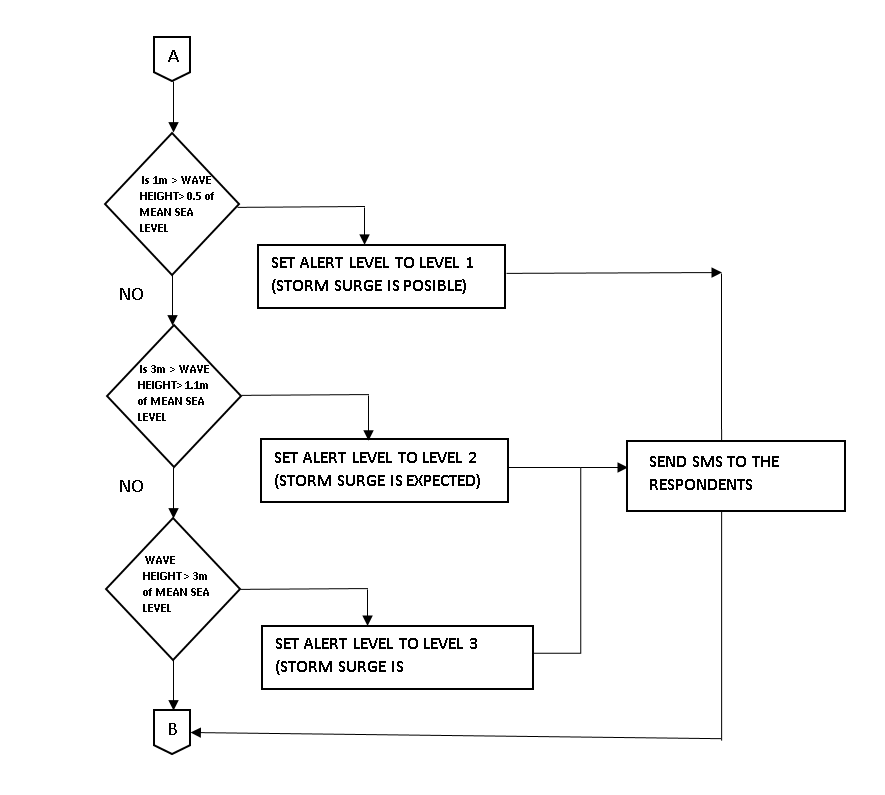 A
Is 1m > WAVE
HEIGHT> 0.5 of
MEAN SEA
LEVEL
SET ALERT LEVEL TO LEVEL 1
(STORM SURGE IS POSIBLE)
NO
Is 3m > WAVE
HEIGHT> 1.1m
of MEAN SEA
LEVEL
SET ALERT LEVEL TO LEVEL 2
(STORM SURGE IS EXPECTED)
SEND SMS TO THE
RESPONDENTS
NO
WAVE
HEIGHT> 3m
of MEAN SEA
LEVEL
SET ALERT LEVEL TO LEVEL 3
(STORM SURGE IS
B